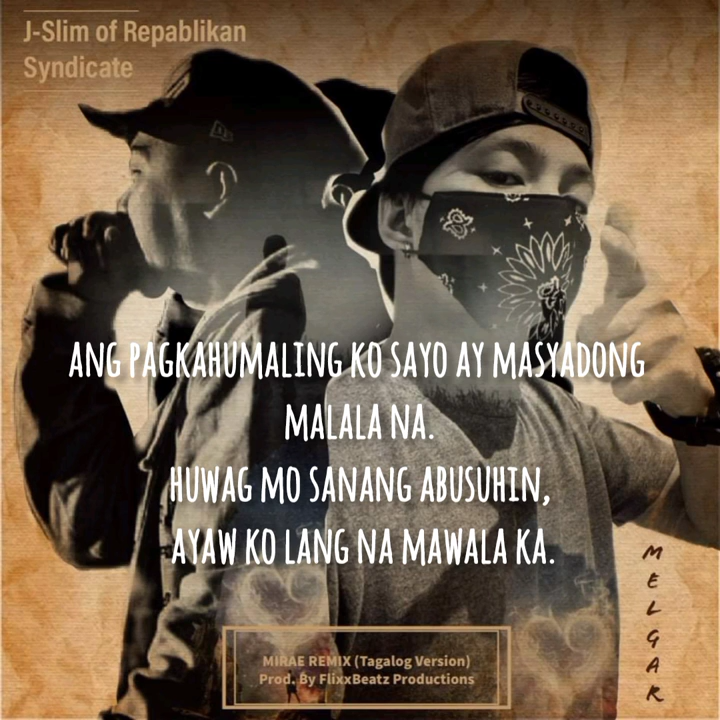 J-Slim of Repablikan
Syndicate
ANG PAGKAHUMALING KO SAYO AY MASYADONG
MALALA NA.
HUWAG MO SANANG ABUSUHIN,
AYAW KO LANG NA MAWALA KA.
MELGAR
MIRAE REMIX (Tagalog Version)
Prod. By FlixxBeatz Productions